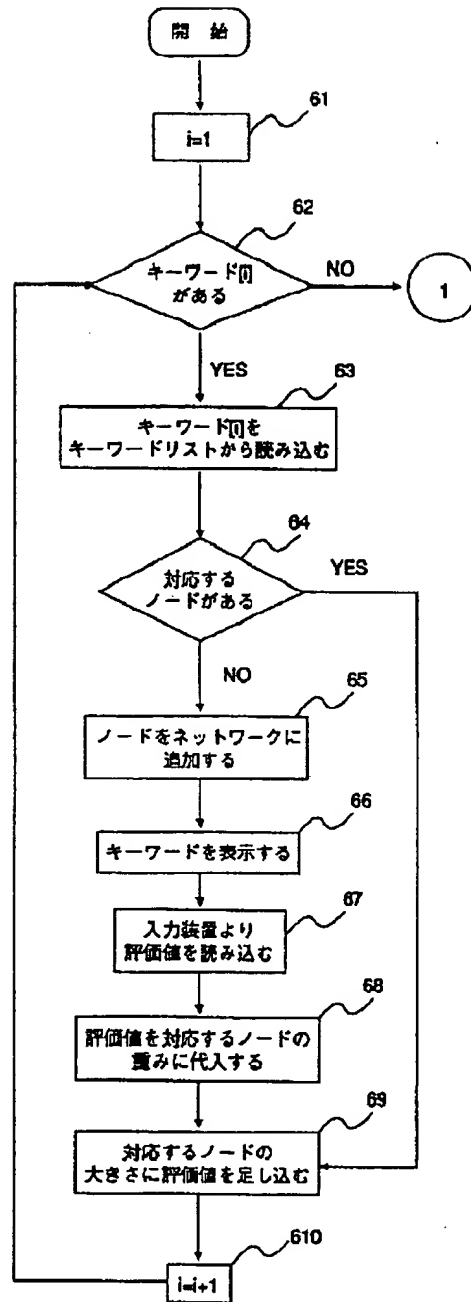 開 始
61
i=1
62
キーワード[i]
がある
NO
1
YES
63
キーワード[i]を
キーワードリストから読み込む
64
対応する
ノードがある
YES
NO
65
ノードをネットワークに
追加する
66
キーワードを表示する
67
入力装置より
評価値を読み込む
68
評価値を対応するノードの
重みに代入する
69
対応するノードの
大きさに評価値を足し込む
610
i=i+1